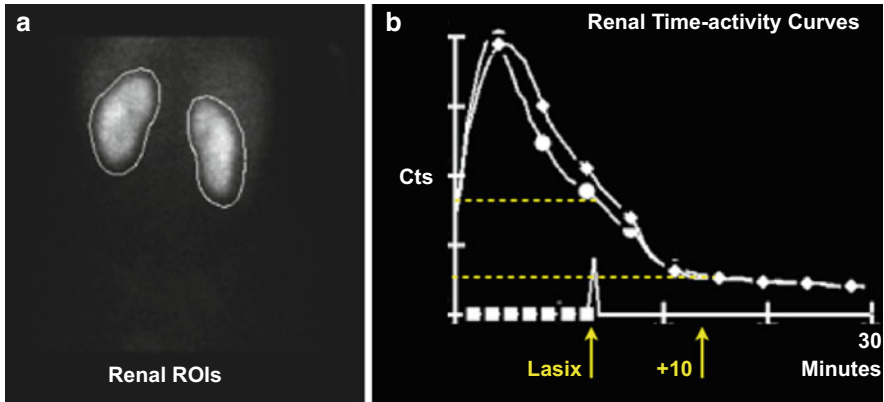 a
Renal ROIs
b
Renal Time-activity Curves
Cts
30
Lasix
+10
Minutes